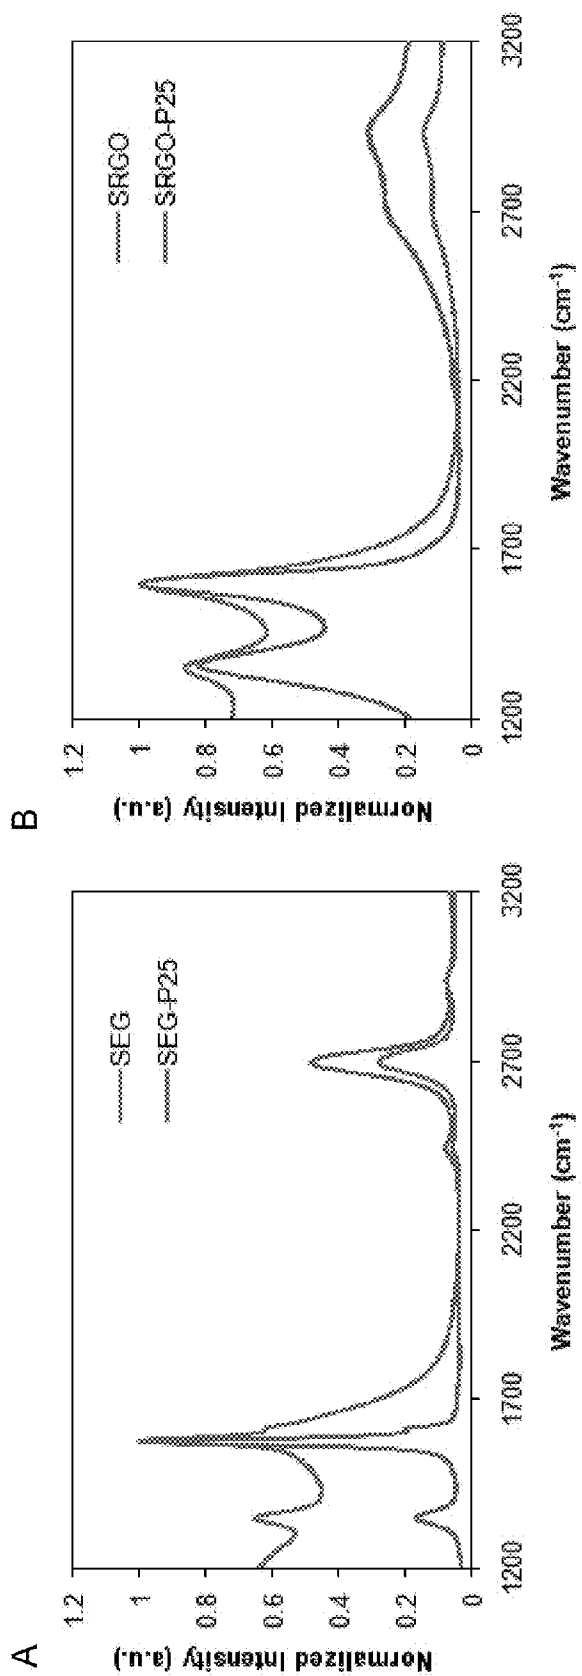 A
Normalized Intensity (a.u.)
1.2
1
0.8
0.6
0.4
0.2
0
SEG
SEG-P25
1200
1700
2200
2700
3200
Wavenumber (cm⁻¹)
B
Normalized Intensity (a.u.)
1.2
1
0.8
0.6
0.4
0.2
0
SRGO
SRGO-P25
1200
1700
2200
2700
3200
Wavenumber (cm⁻¹)